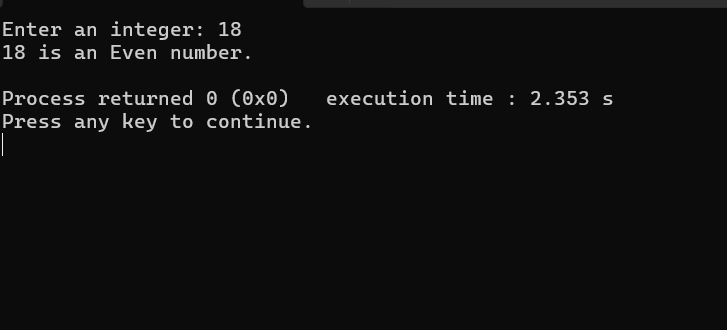 Enter an integer: 18
18 is an Even number.
Process returned 0 (0x0)   execution time : 2.353 s
Press any key to continue.